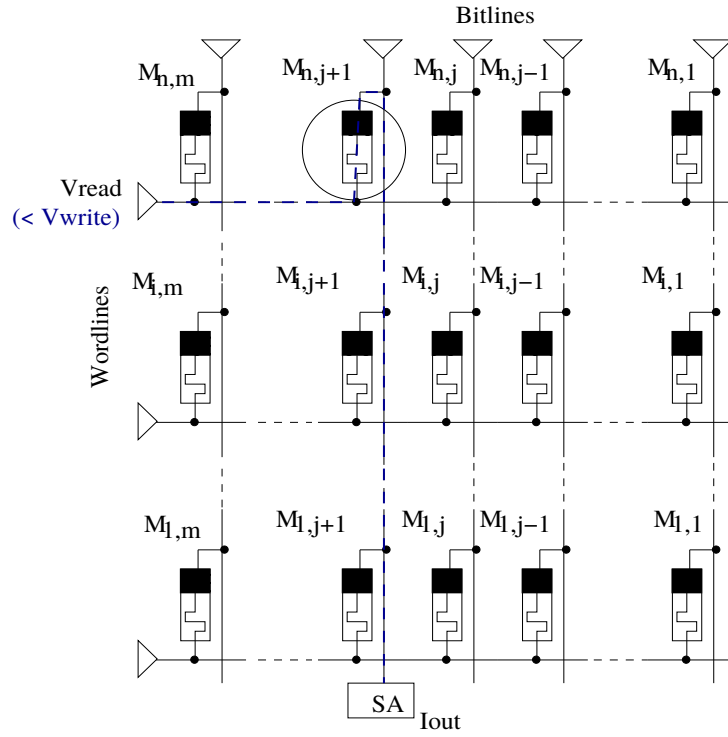 Bitlines
Mn,m Mn,j+1 Mn,j Mn,j−1 Mn,1
Vread
(< Vwrite)
Wordlines
Mi,m Mi,j+1 Mi,j Mi,j−1 Mi,1
M1,m M1,j+1 M1,j M1,j−1 M1,1
SA
Iout